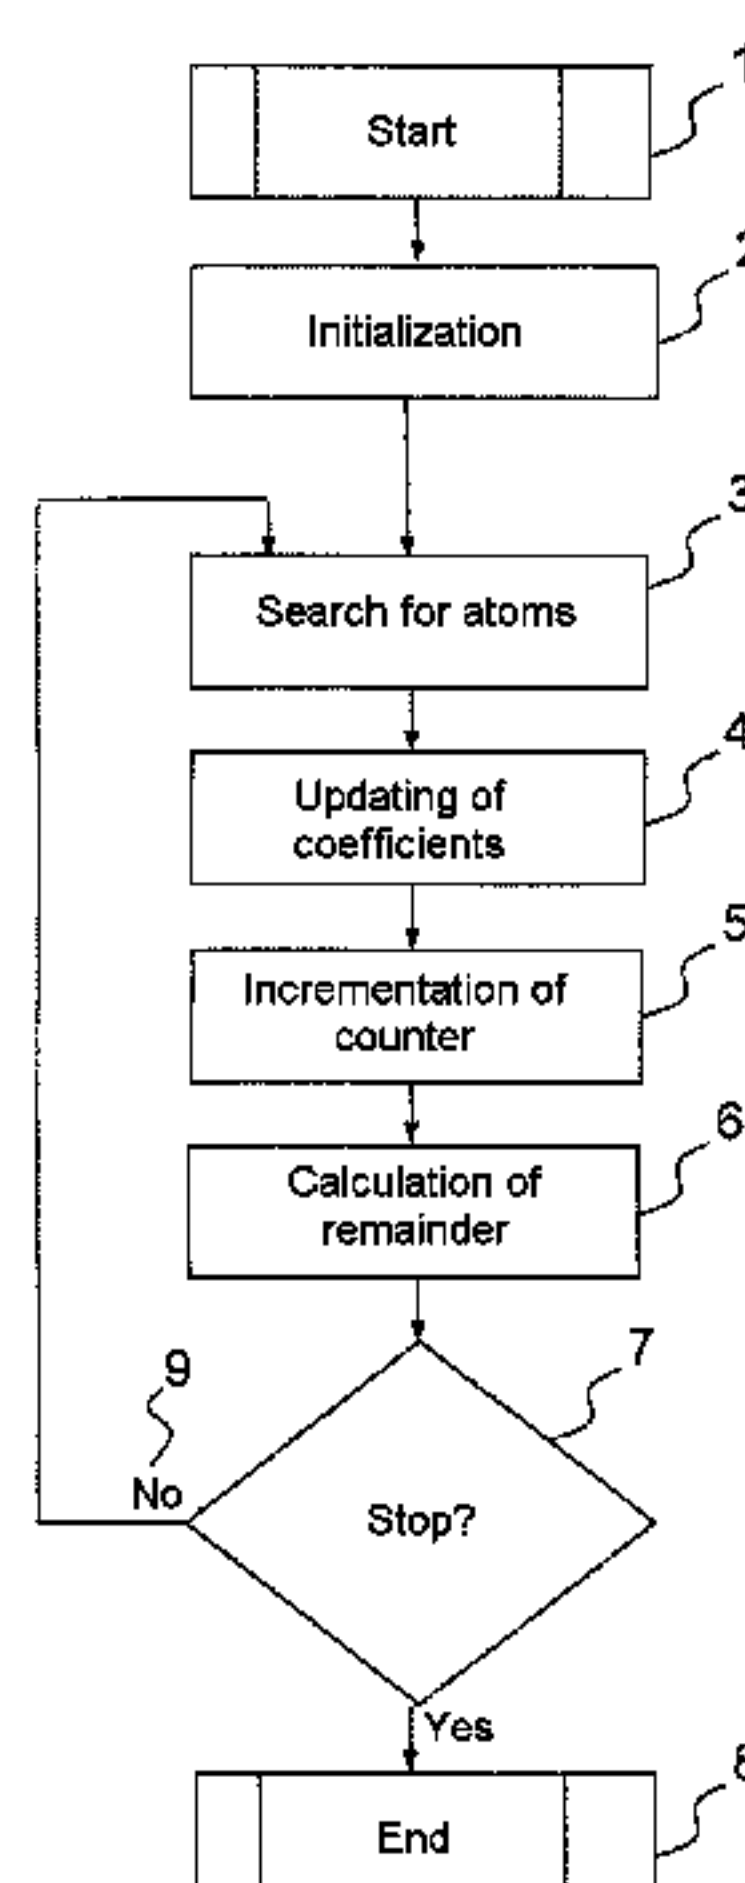 1
Start
2
Initialization
3
Search for atoms
4
Updating of
coefficients
5
Incrementation of
counter
6
Calculation of
remainder
7
9
No
Stop?
Yes
8
End